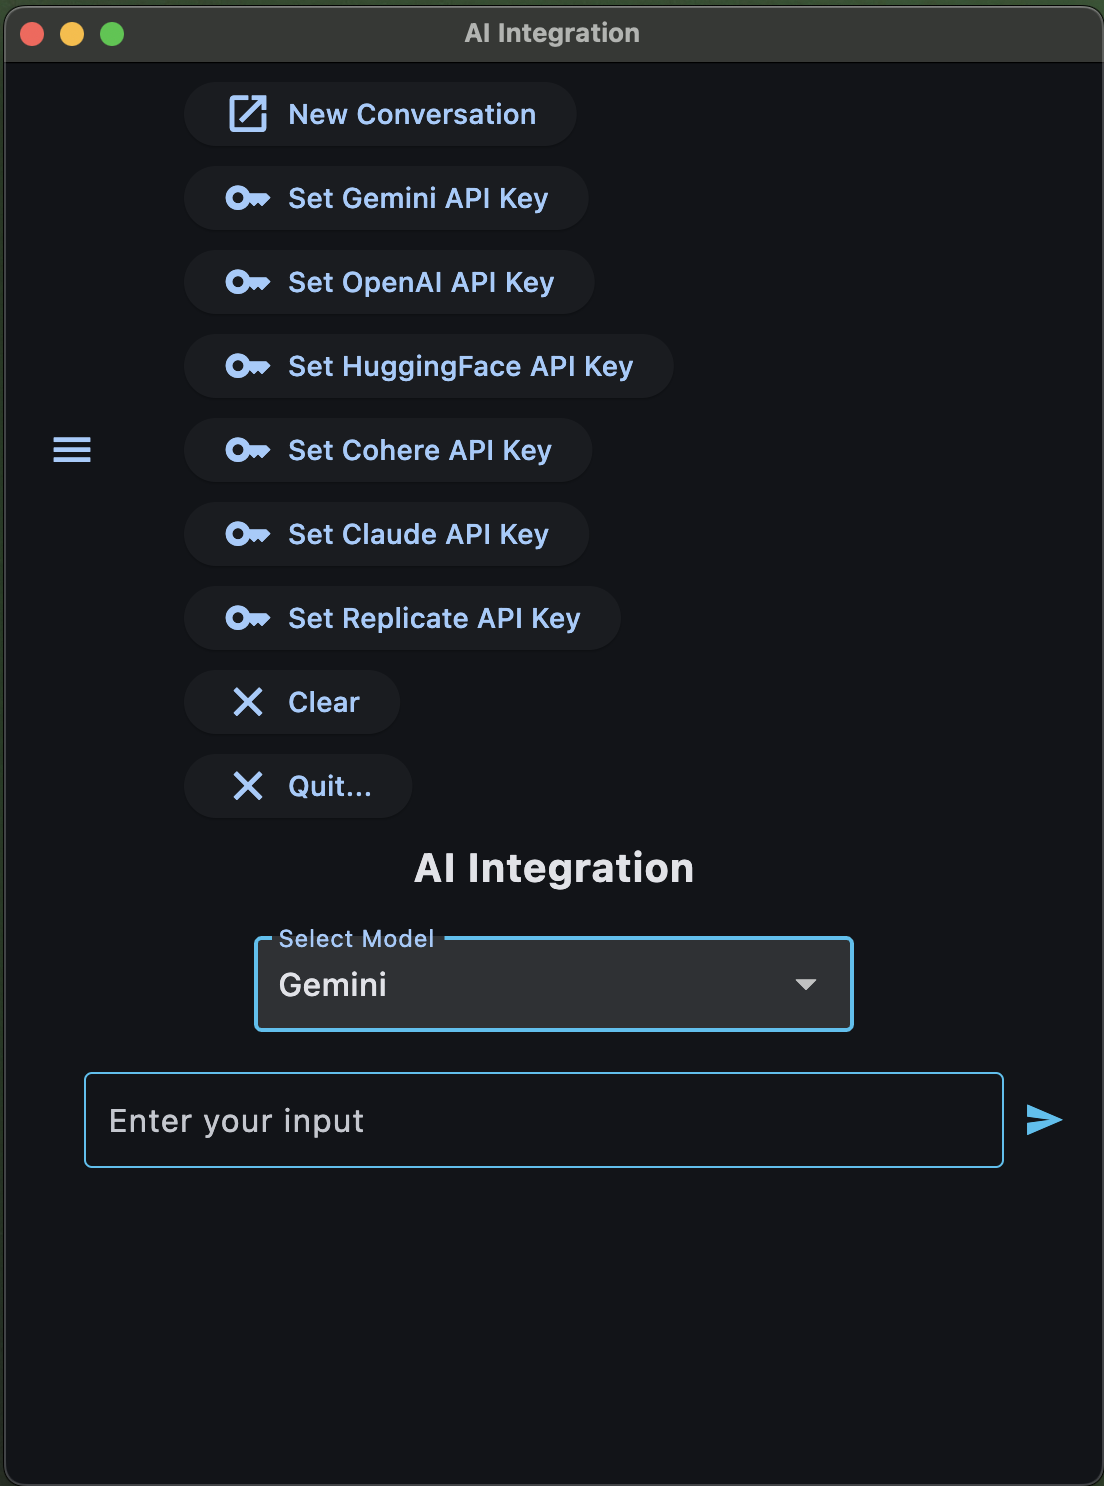 AI Integration
New Conversation
Set Gemini API Key
Set OpenAI API Key
Set HuggingFace API Key
Set Cohere API Key
Set Claude API Key
Set Replicate API Key
Clear
Quit...
AI Integration
Select Model
Gemini
Enter your input